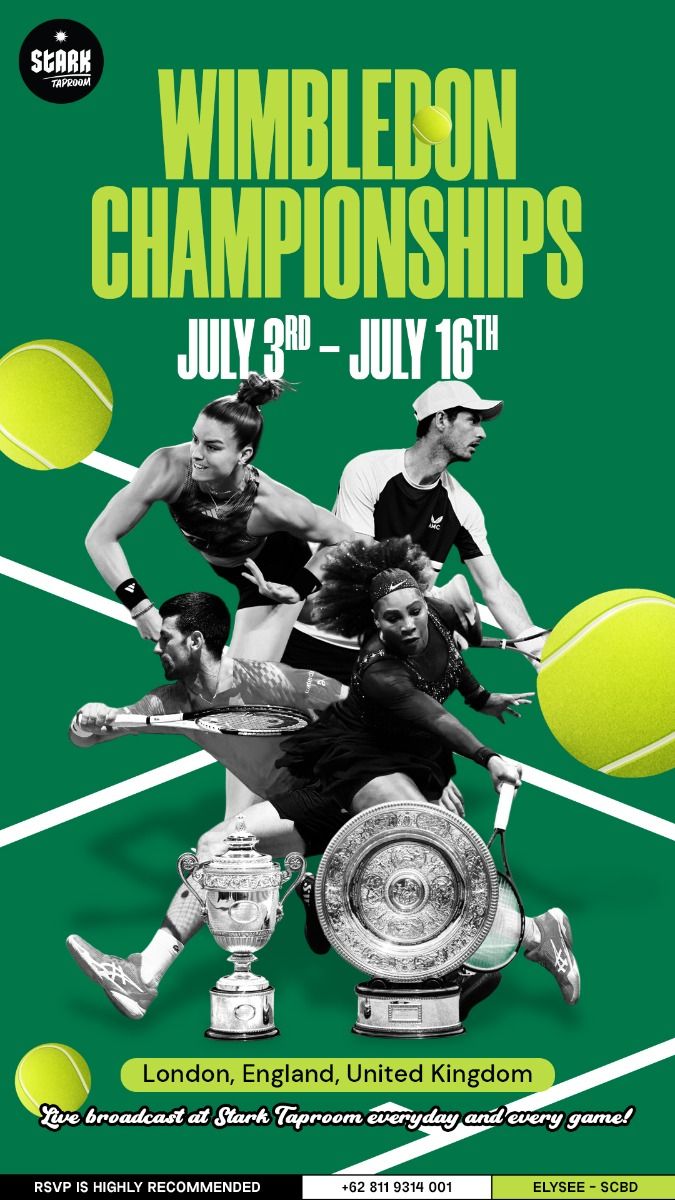 STARK
TAPROOM
WIMBLEDON
CHAMPIONSHIPS
JULY 3RD – JULY 16TH
AMC
London, England, United Kingdom
Live broadcast at Stark Taproom everyday and every game!
RSVP IS HIGHLY RECOMMENDED
+62 811 9314 001
ELYSEE - SCBD